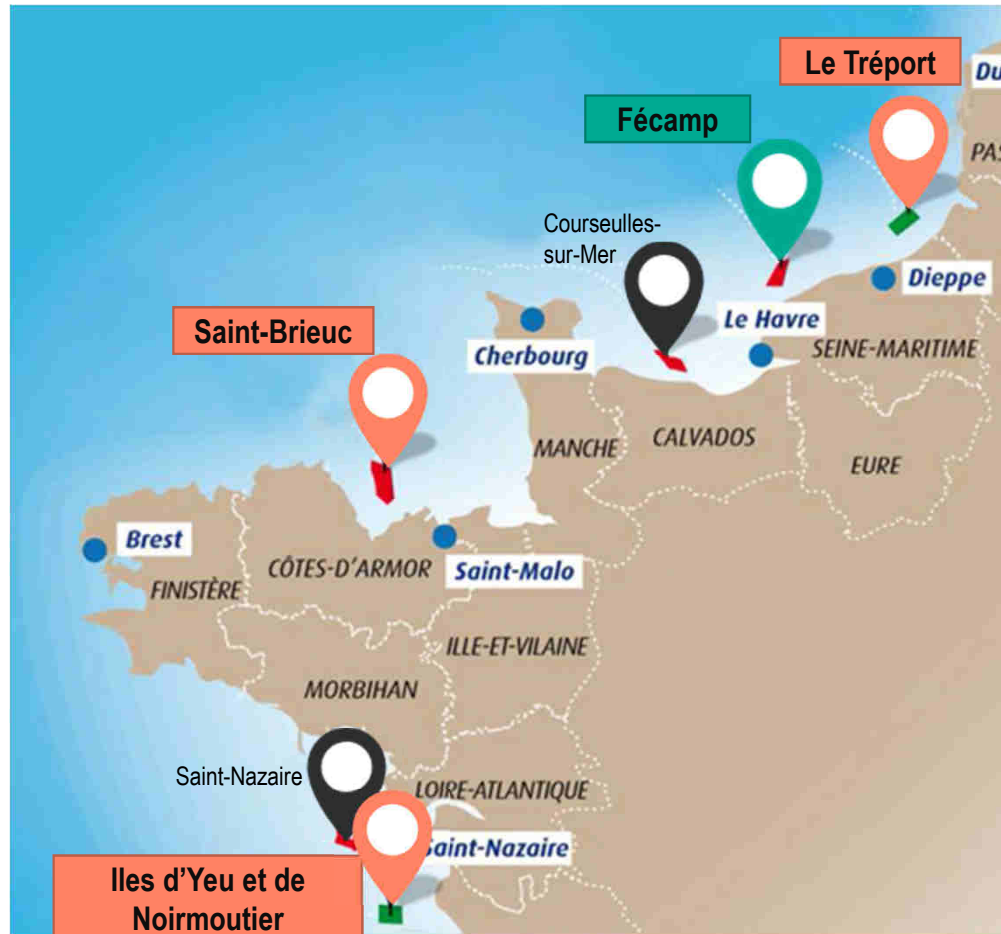 Le Tréport
Du
Fécamp
PAS
Courseulles-
sur-Mer
Dieppe
Saint-Brieuc
Le Havre
Cherbourg
SEINE-MARITIME
MANCHE
CALVADOS
EURE
Brest
CÔTES-D'ARMOR
Saint-Malo
FINISTÈRE
ILLE-ET-VILAINE
MORBIHAN
Saint-Nazaire
LOIRE-ATLANTIQUE
Saint-Nazaire
Iles d'Yeu et de
Noirmoutier